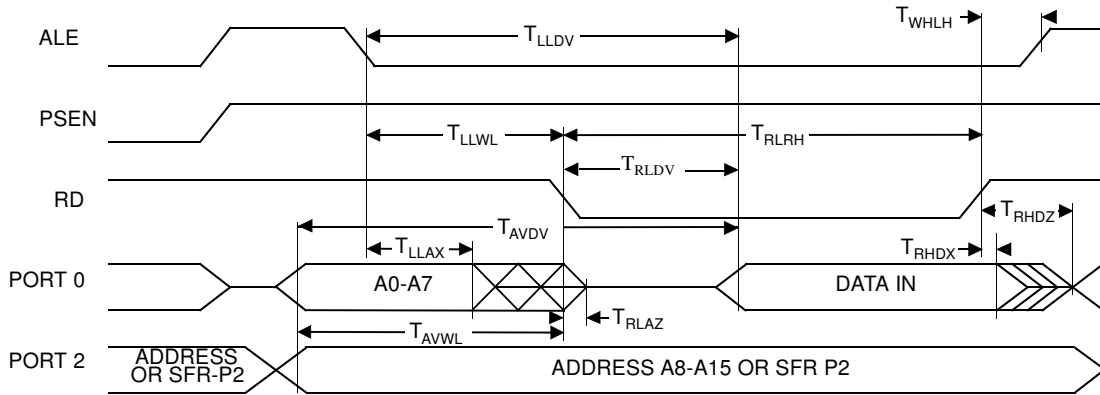 T_WHLH
ALE
T_LLDV
PSEN
T_LLWL
T_RLRH
T_RLDV
RD
T_RHDZ
T_AVDV
T_LLAX
T_RHDX
PORT 0
A0-A7
DATA IN
T_RLAZ
T_AVWL
PORT 2
ADDRESS
OR SFR-P2
ADDRESS A8-A15 OR SFR P2